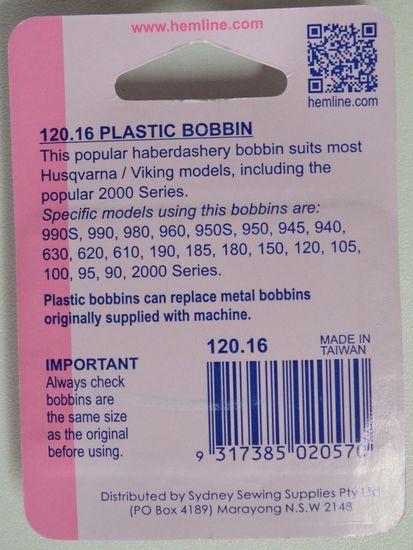 www.hemline.com
hemline.com
120.16 PLASTIC BOBBIN
This popular haberdashery bobbin suits most
Husqvarna / Viking models, including the
popular 2000 Series.
Specific models using this bobbins are:
990S, 990, 980, 960, 950S, 950, 945, 940,
630, 620, 610, 190, 185, 180, 150, 120, 105,
100, 95, 90, 2000 Series.
Plastic bobbins can replace metal bobbins
originally supplied with machine.
IMPORTANT
Always check
bobbins are
the same size
as the original
before using.
120.16
MADE IN
TAIWAN
9 317385 020570
Distributed by Sydney Sewing Supplies Pty Ltd
(PO Box 4189) Marayong N.S.W 2148